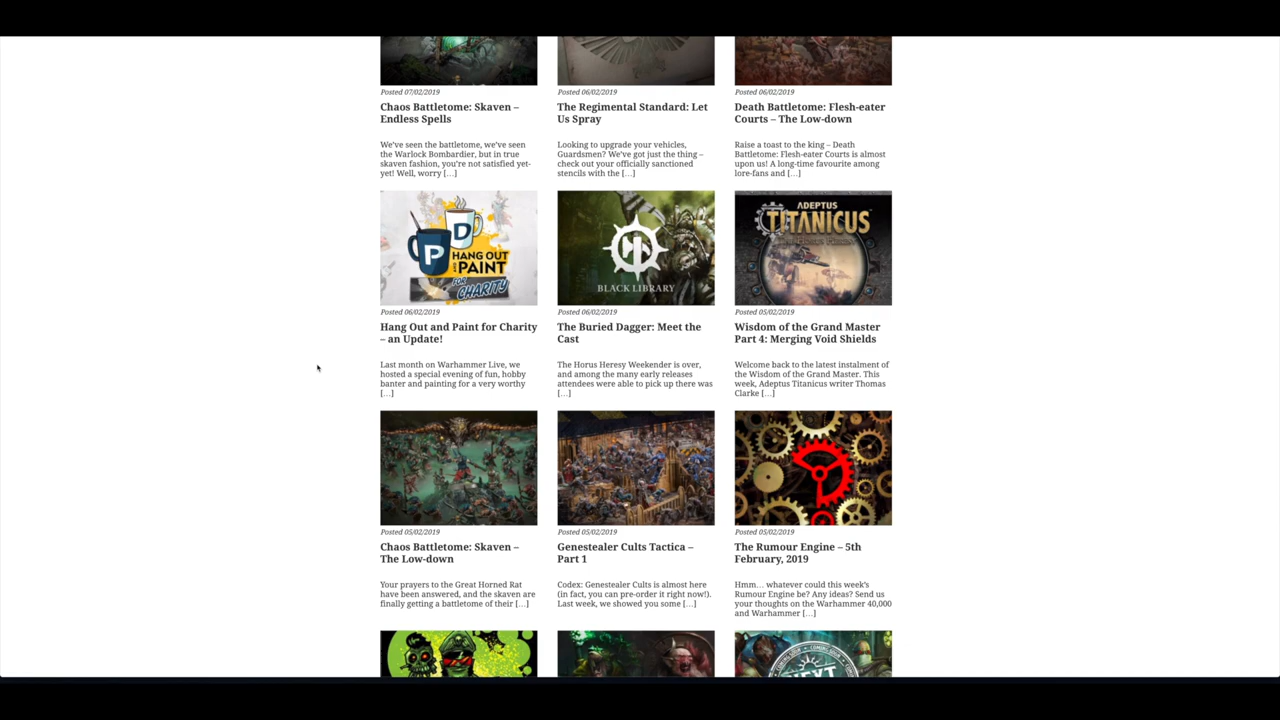 Posted 07/02/2019
Chaos Battletome: Skaven –
Endless Spells
We've seen the battletome, we've seen
the Warlock Bombardier, but in true
skaven fashion, you're not satisfied yet-
yet! Well, worry […]
Posted 06/02/2019
The Regimental Standard: Let
Us Spray
Looking to upgrade your vehicles,
Guardsmen? We've got just the thing –
check out your officially sanctioned
stencils with the […]
Posted 06/02/2019
Death Battletome: Flesh-eater
Courts – The Low-down
Raise a toast to the king – Death
Battletome: Flesh-eater Courts is almost
upon us! A long-time favourite among
lore-fans and […]
P
D
HANG OUT
AND PAINT
FOR
CHARITY
Posted 06/02/2019
Hang Out and Paint for Charity
– an Update!
Last month on Warhammer Live, we
hosted a special evening of fun, hobby
banter and painting for a very worthy
[…]
BLACK LIBRARY
Posted 06/02/2019
The Buried Dagger: Meet the
Cast
The Horus Heresy Weekender is over,
and among the many early releases
attendees were able to pick up there was
[…]
ADEPTUS
TITANICUS
Posted 05/02/2019
Wisdom of the Grand Master
Part 4: Merging Void Shields
Welcome back to the latest instalment of
the Wisdom of the Grand Master. This
week, Adeptus Titanicus writer Thomas
Clarke […]
Posted 05/02/2019
Chaos Battletome: Skaven –
The Low-down
Your prayers to the Great Horned Rat
have been answered, and the skaven are
finally getting a battletome of their […]
Posted 05/02/2019
Genestealer Cults Tactica –
Part 1
Codex: Genestealer Cults is almost here
(in fact, you can pre-order it right now!).
Last week, we showed you some […]
Posted 05/02/2019
The Rumour Engine – 5th
February, 2019
Hmm… whatever could this week's
Rumour Engine be? Any ideas? Send us
your thoughts on the Warhammer 40,000
and Warhammer […]
COMING SOON
NEXT